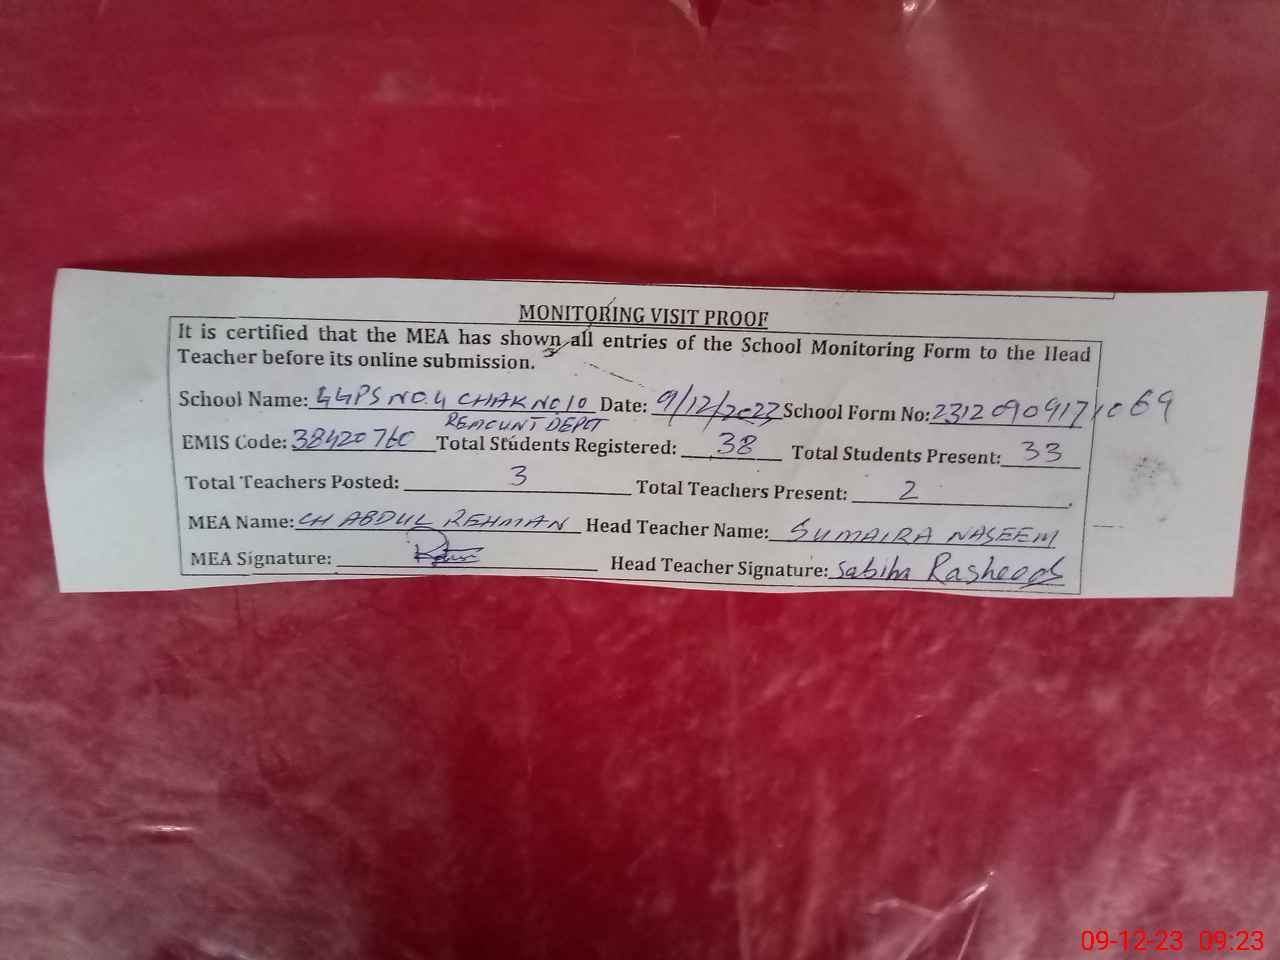 MONITORING VISIT PROOF
It is certified that the MEA has shown all entries of the School Monitoring Form to the Head
Teacher before its online submission.
School Name: GGPS NO.4 CHAK NO 10 Date: 9/12/2023 School Form No: 23120909171069
REMOUNT DEPOT
EMIS Code: 38420760 Total Students Registered: 38 Total Students Present: 33
Total Teachers Posted: 3 Total Teachers Present: 2
MEA Name: CH ABDUL REHMAN Head Teacher Name: SUMAIRA NASEEM
MEA Signature: Head Teacher Signature: Sabiha Rasheed
09-12-23 09:23